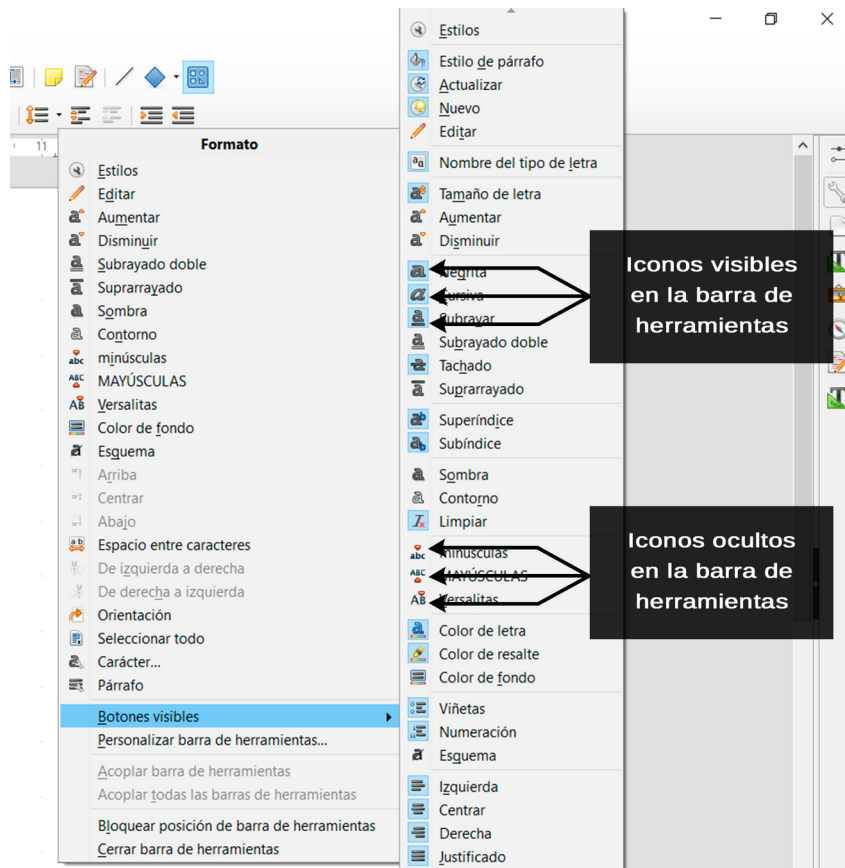 11
Formato
Estilos
Editar
Aumentar
Disminuir
Subrayado doble
Suprarrayado
Sombra
Contorno
minúsculas
MAYÚSCULAS
Versalitas
Color de fondo
Esquema
Arriba
Centrar
Abajo
Espacio entre caracteres
De izquierda a derecha
De derecha a izquierda
Orientación
Seleccionar todo
Carácter...
Párrafo
Botones visibles
Personalizar barra de herramientas...
Acoplar barra de herramientas
Acoplar todas las barras de herramientas
Bloquear posición de barra de herramientas
Cerrar barra de herramientas
Estilos
Estilo de párrafo
Actualizar
Nuevo
Editar
Nombre del tipo de letra
Tamaño de letra
Aumentar
Disminuir
Negrita
Cursiva
Subrayar
Subrayado doble
Tachado
Suprarrayado
Superíndice
Subíndice
Sombra
Contorno
Limpiar
minúsculas
MAYÚSCULAS
Versalitas
Color de letra
Color de resalte
Color de fondo
Viñetas
Numeración
Esquema
Izquierda
Centrar
Derecha
Justificado
Iconos visibles
en la barra de
herramientas
Iconos ocultos
en la barra de
herramientas